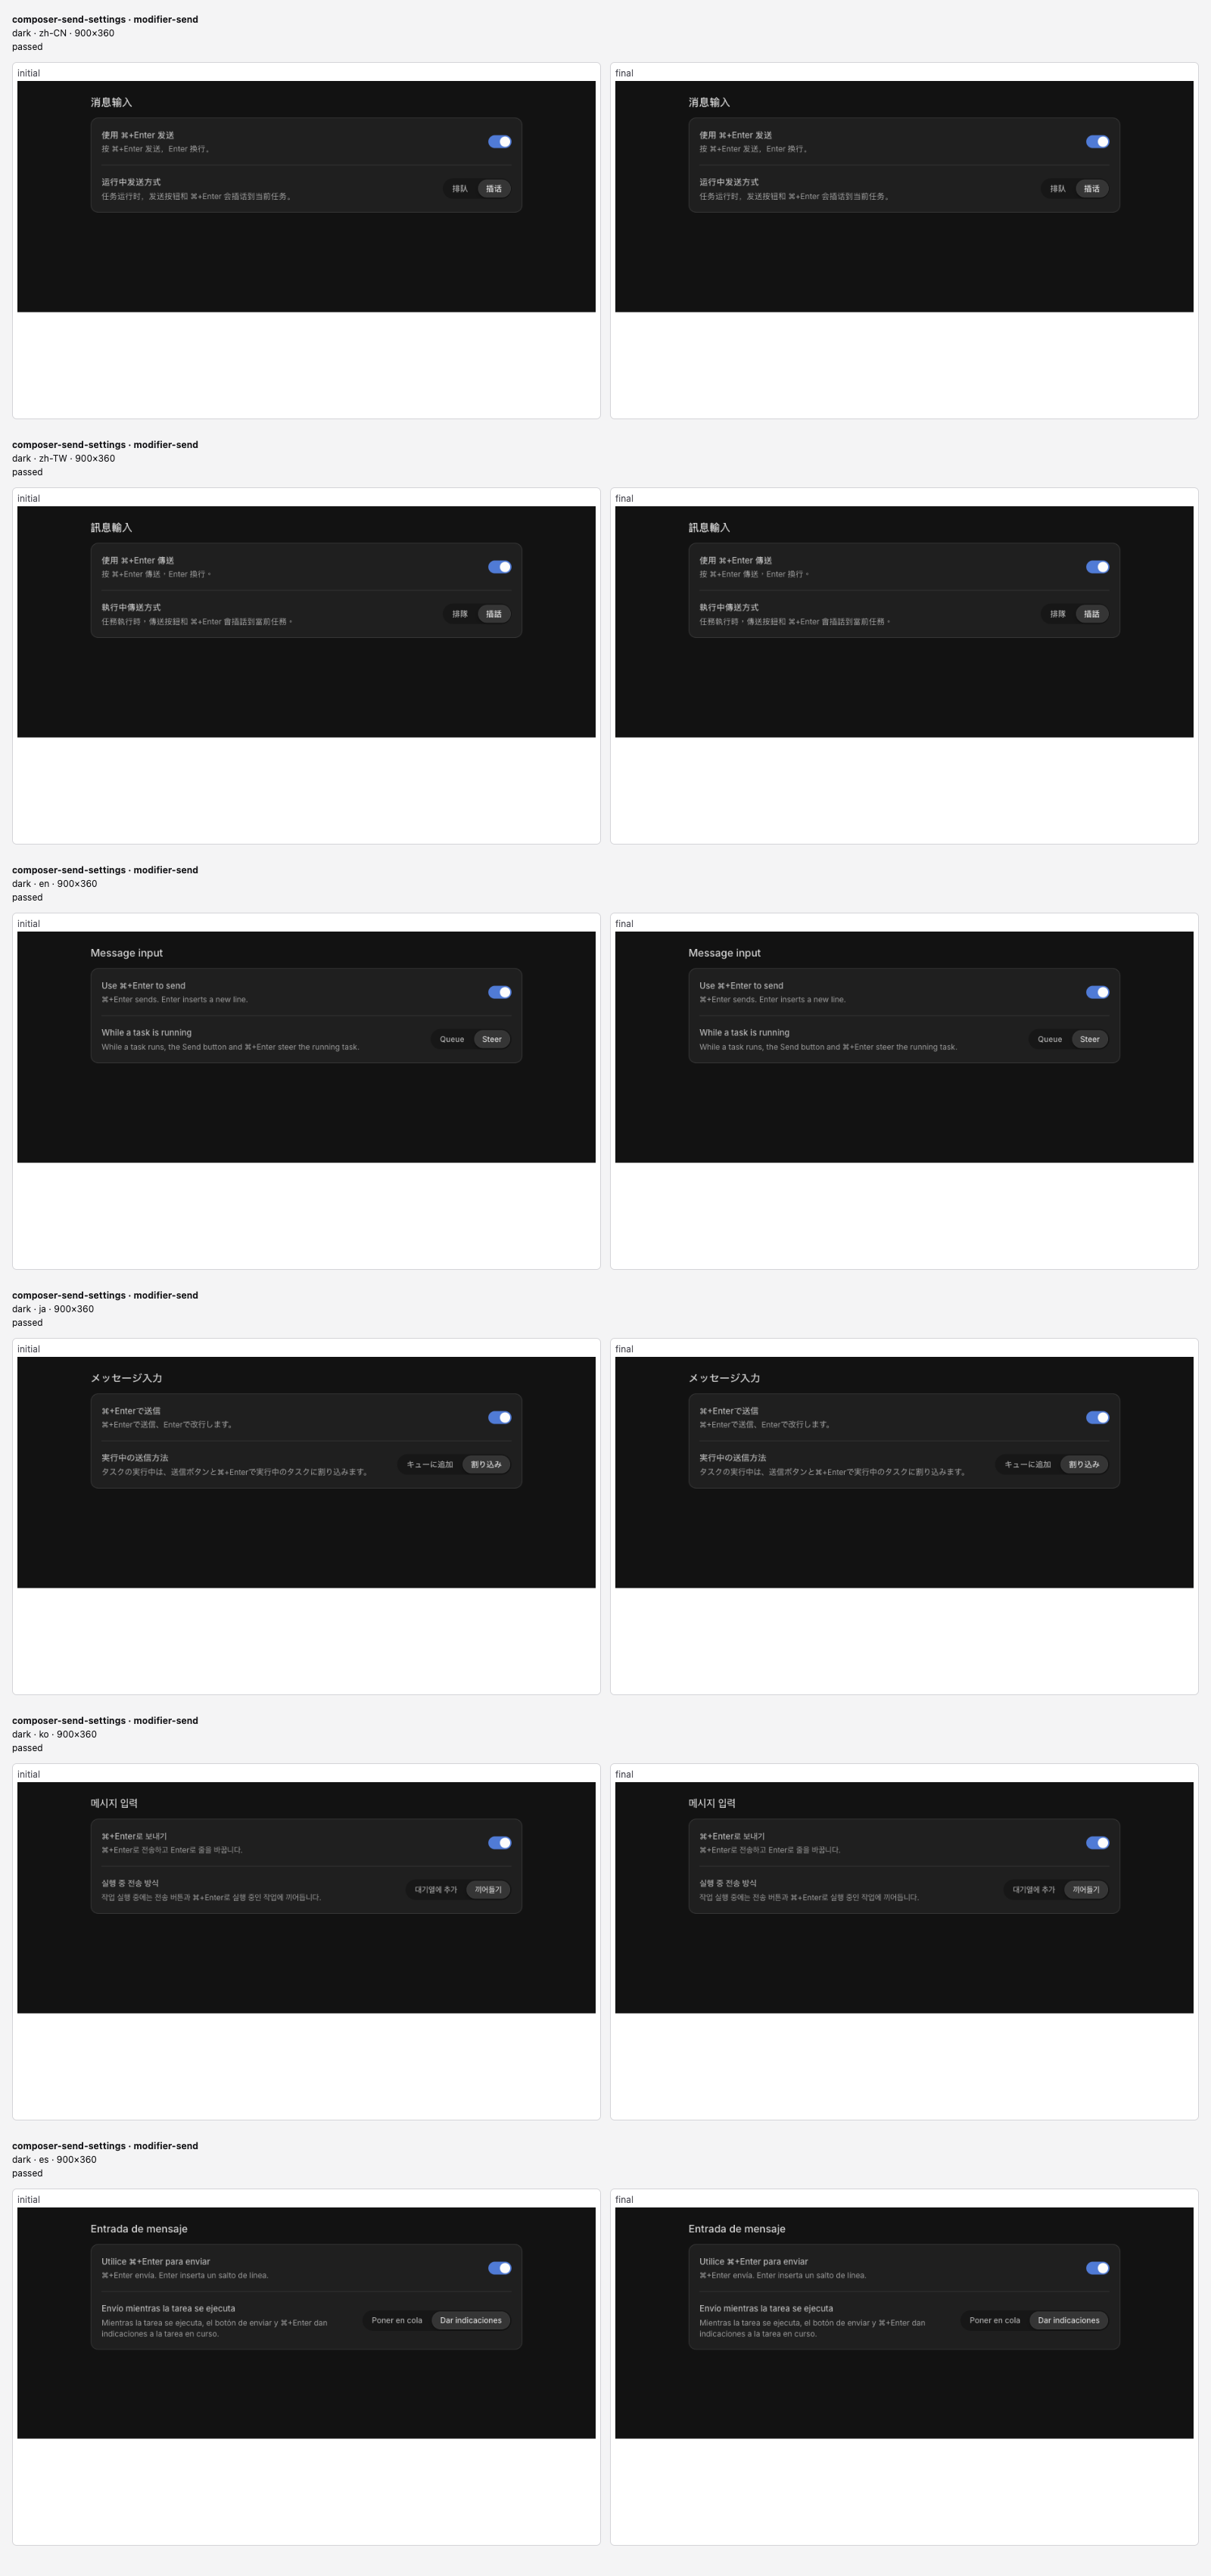 composer-send-settings · modifier-send
dark · zh-CN · 900×360
passed
initial
消息输入
使用 ⌘+Enter 发送
按 ⌘+Enter 发送，Enter 换行。
运行中发送方式
任务运行时，发送按钮和 ⌘+Enter 会插话到当前任务。
排队
插话
final
消息输入
使用 ⌘+Enter 发送
按 ⌘+Enter 发送，Enter 换行。
运行中发送方式
任务运行时，发送按钮和 ⌘+Enter 会插话到当前任务。
排队
插话
composer-send-settings · modifier-send
dark · zh-TW · 900×360
passed
initial
訊息輸入
使用 ⌘+Enter 傳送
按 ⌘+Enter 傳送，Enter 換行。
執行中傳送方式
任務執行時，傳送按鈕和 ⌘+Enter 會插話到當前任務。
排隊
插話
final
訊息輸入
使用 ⌘+Enter 傳送
按 ⌘+Enter 傳送，Enter 換行。
執行中傳送方式
任務執行時，傳送按鈕和 ⌘+Enter 會插話到當前任務。
排隊
插話
composer-send-settings · modifier-send
dark · en · 900×360
passed
initial
Message input
Use ⌘+Enter to send
⌘+Enter sends. Enter inserts a new line.
While a task is running
While a task runs, the Send button and ⌘+Enter steer the running task.
Queue
Steer
final
Message input
Use ⌘+Enter to send
⌘+Enter sends. Enter inserts a new line.
While a task is running
While a task runs, the Send button and ⌘+Enter steer the running task.
Queue
Steer
composer-send-settings · modifier-send
dark · ja · 900×360
passed
initial
メッセージ入力
⌘+Enterで送信
⌘+Enterで送信、Enterで改行します。
実行中の送信方法
タスクの実行中は、送信ボタンと⌘+Enterで実行中のタスクに割り込みます。
キューに追加
割り込み
final
メッセージ入力
⌘+Enterで送信
⌘+Enterで送信、Enterで改行します。
実行中の送信方法
タスクの実行中は、送信ボタンと⌘+Enterで実行中のタスクに割り込みます。
キューに追加
割り込み
composer-send-settings · modifier-send
dark · ko · 900×360
passed
initial
메시지 입력
⌘+Enter로 보내기
⌘+Enter로 전송하고 Enter로 줄을 바꿉니다.
실행 중 전송 방식
작업 실행 중에는 전송 버튼과 ⌘+Enter로 실행 중인 작업에 끼어듭니다.
대기열에 추가
끼어들기
final
메시지 입력
⌘+Enter로 보내기
⌘+Enter로 전송하고 Enter로 줄을 바꿉니다.
실행 중 전송 방식
작업 실행 중에는 전송 버튼과 ⌘+Enter로 실행 중인 작업에 끼어듭니다.
대기열에 추가
끼어들기
composer-send-settings · modifier-send
dark · es · 900×360
passed
initial
Entrada de mensaje
Utilice ⌘+Enter para enviar
⌘+Enter envía. Enter inserta un salto de línea.
Envío mientras la tarea se ejecuta
Mientras la tarea se ejecuta, el botón de enviar y ⌘+Enter dan
indicaciones a la tarea en curso.
Poner en cola
Dar indicaciones
final
Entrada de mensaje
Utilice ⌘+Enter para enviar
⌘+Enter envía. Enter inserta un salto de línea.
Envío mientras la tarea se ejecuta
Mientras la tarea se ejecuta, el botón de enviar y ⌘+Enter dan
indicaciones a la tarea en curso.
Poner en cola
Dar indicaciones